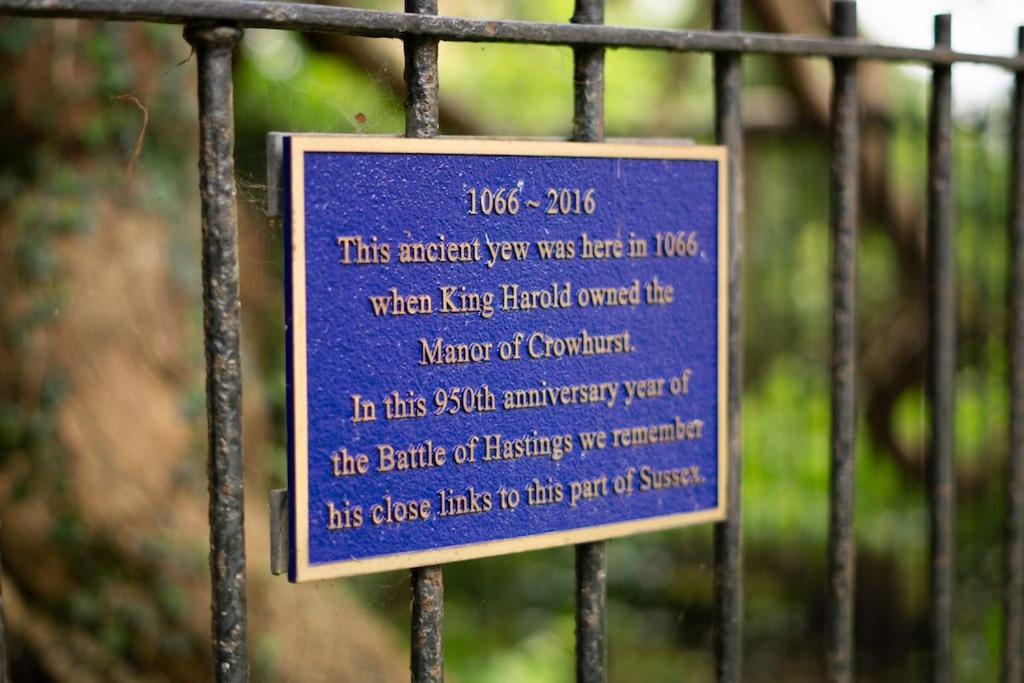 1066 ~ 2016
This ancient yew was here in 1066
when King Harold owned the
Manor of Crowhurst.
In this 950th anniversary year of
the Battle of Hastings we remember
his close links to this part of Sussex.